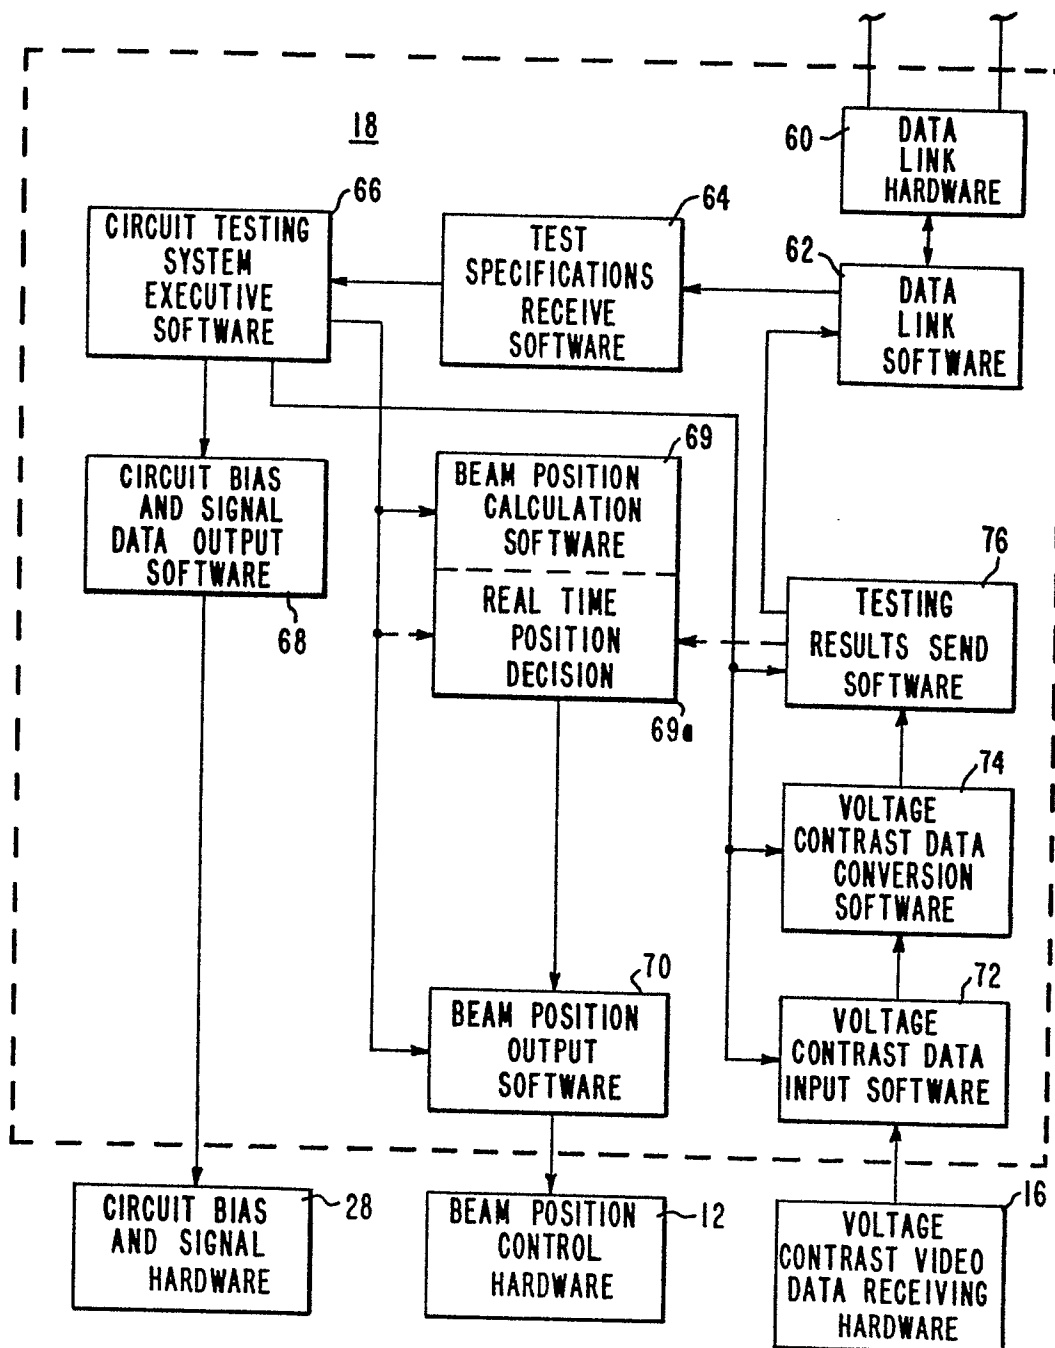 18
60
DATA
LINK
HARDWARE
66
CIRCUIT TESTING
SYSTEM
EXECUTIVE
SOFTWARE
64
TEST
SPECIFICATIONS
RECEIVE
SOFTWARE
62
DATA
LINK
SOFTWARE
CIRCUIT BIAS
AND SIGNAL
DATA OUTPUT
SOFTWARE
68
69
BEAM POSITION
CALCULATION
SOFTWARE
REAL TIME
POSITION
DECISION
69a
76
TESTING
RESULTS SEND
SOFTWARE
74
VOLTAGE
CONTRAST DATA
CONVERSION
SOFTWARE
70
BEAM POSITION
OUTPUT
SOFTWARE
72
VOLTAGE
CONTRAST DATA
INPUT SOFTWARE
CIRCUIT BIAS
AND SIGNAL
HARDWARE
28
BEAM POSITION
CONTROL
HARDWARE
12
16
VOLTAGE
CONTRAST VIDEO
DATA RECEIVING
HARDWARE